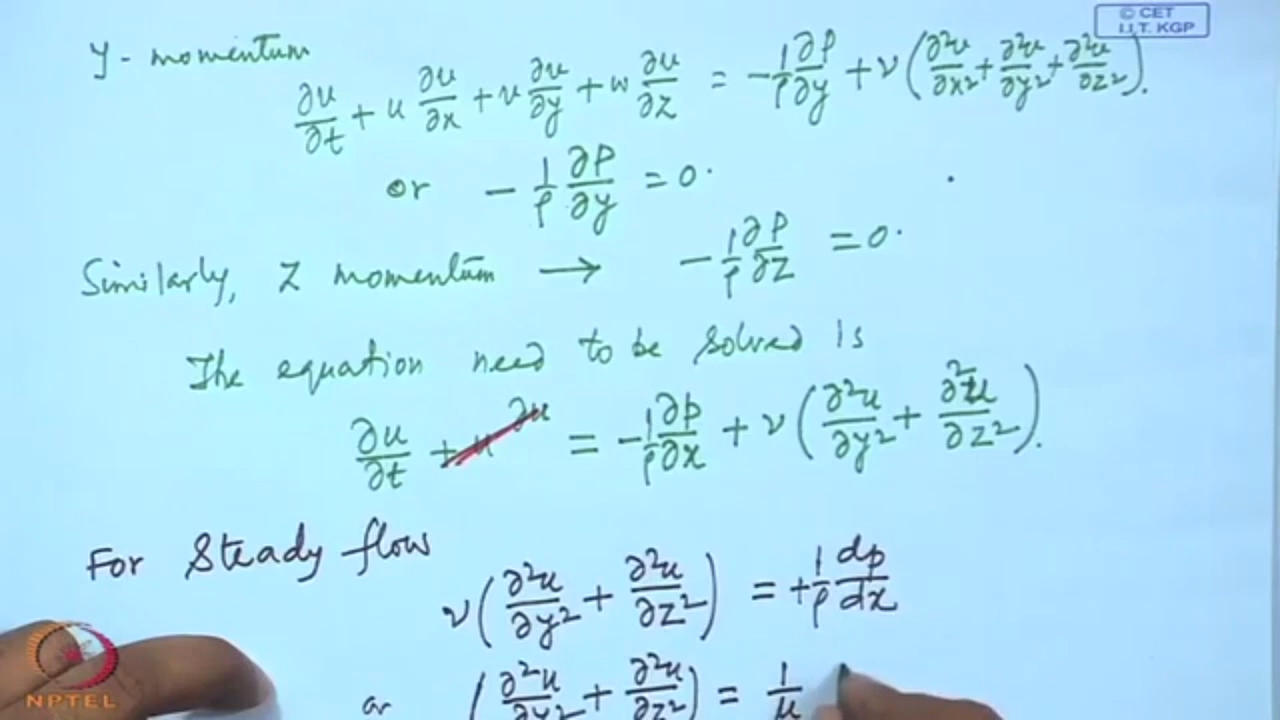 © CET
I.I.T. KGP
Y - momentum
∂v/∂t + u ∂v/∂x + v ∂v/∂y + w ∂v/∂z = -1/ρ ∂p/∂y + ν(∂²v/∂x² + ∂²v/∂y² + ∂²v/∂z²).
or - 1/ρ ∂P/∂y = 0.
Similarly, Z momentum → - 1/ρ ∂P/∂z = 0.
The equation need to be solved is
∂u/∂t + u ∂u = -1/ρ ∂p/∂x + ν(∂²u/∂y² + ∂²u/∂z²).
For Steady flow
ν(∂²u/∂y² + ∂²u/∂z²) = +1/ρ dp/dx
or (∂²u/∂y² + ∂²u/∂z²) = 1/μ
NPTEL